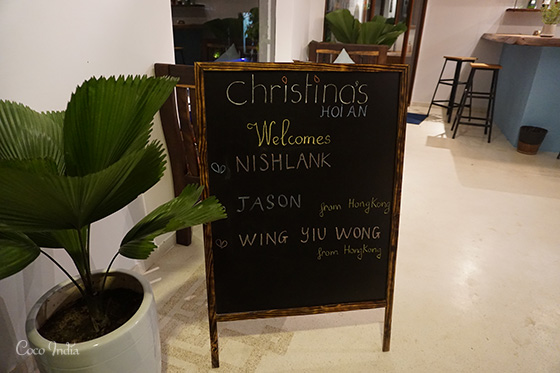 Christina's
HOI AN
Welcomes
NISHLANK
JASON from HongKong
WING YIU WONG
from HongKong
Coco India